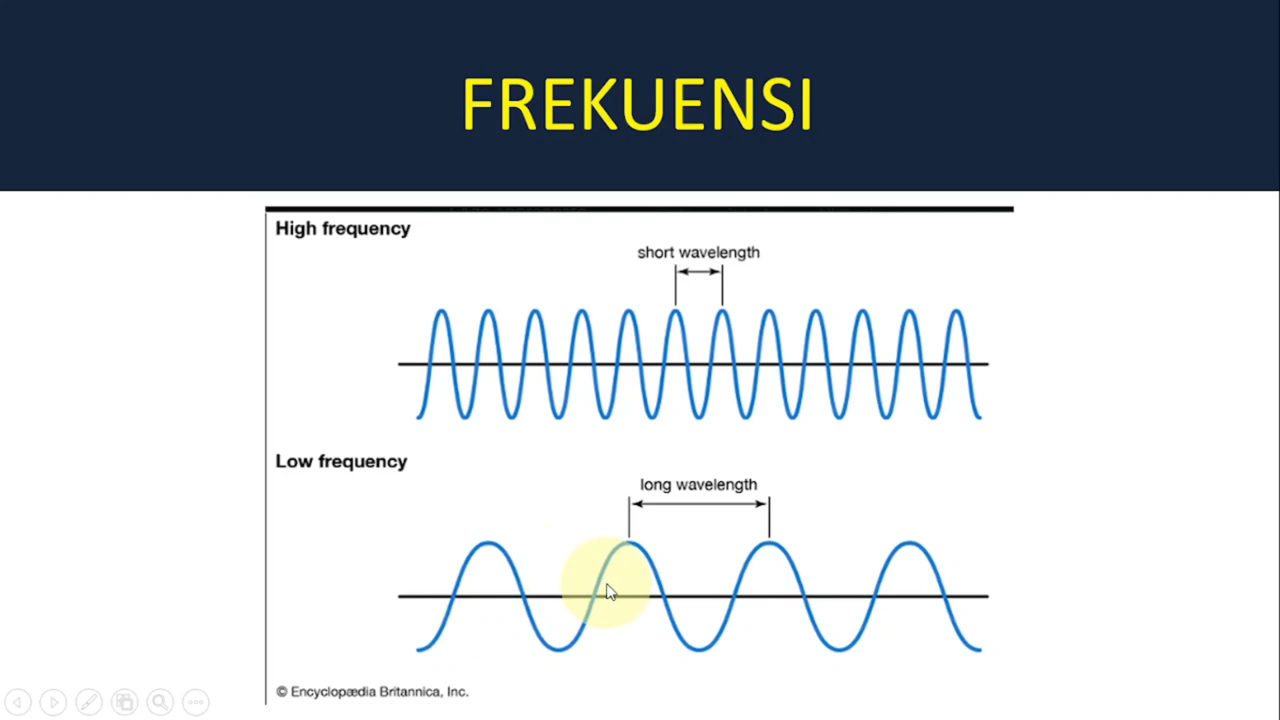 FREKUENSI
High frequency
short wavelength
Low frequency
long wavelength
© Encyclopædia Britannica, Inc.